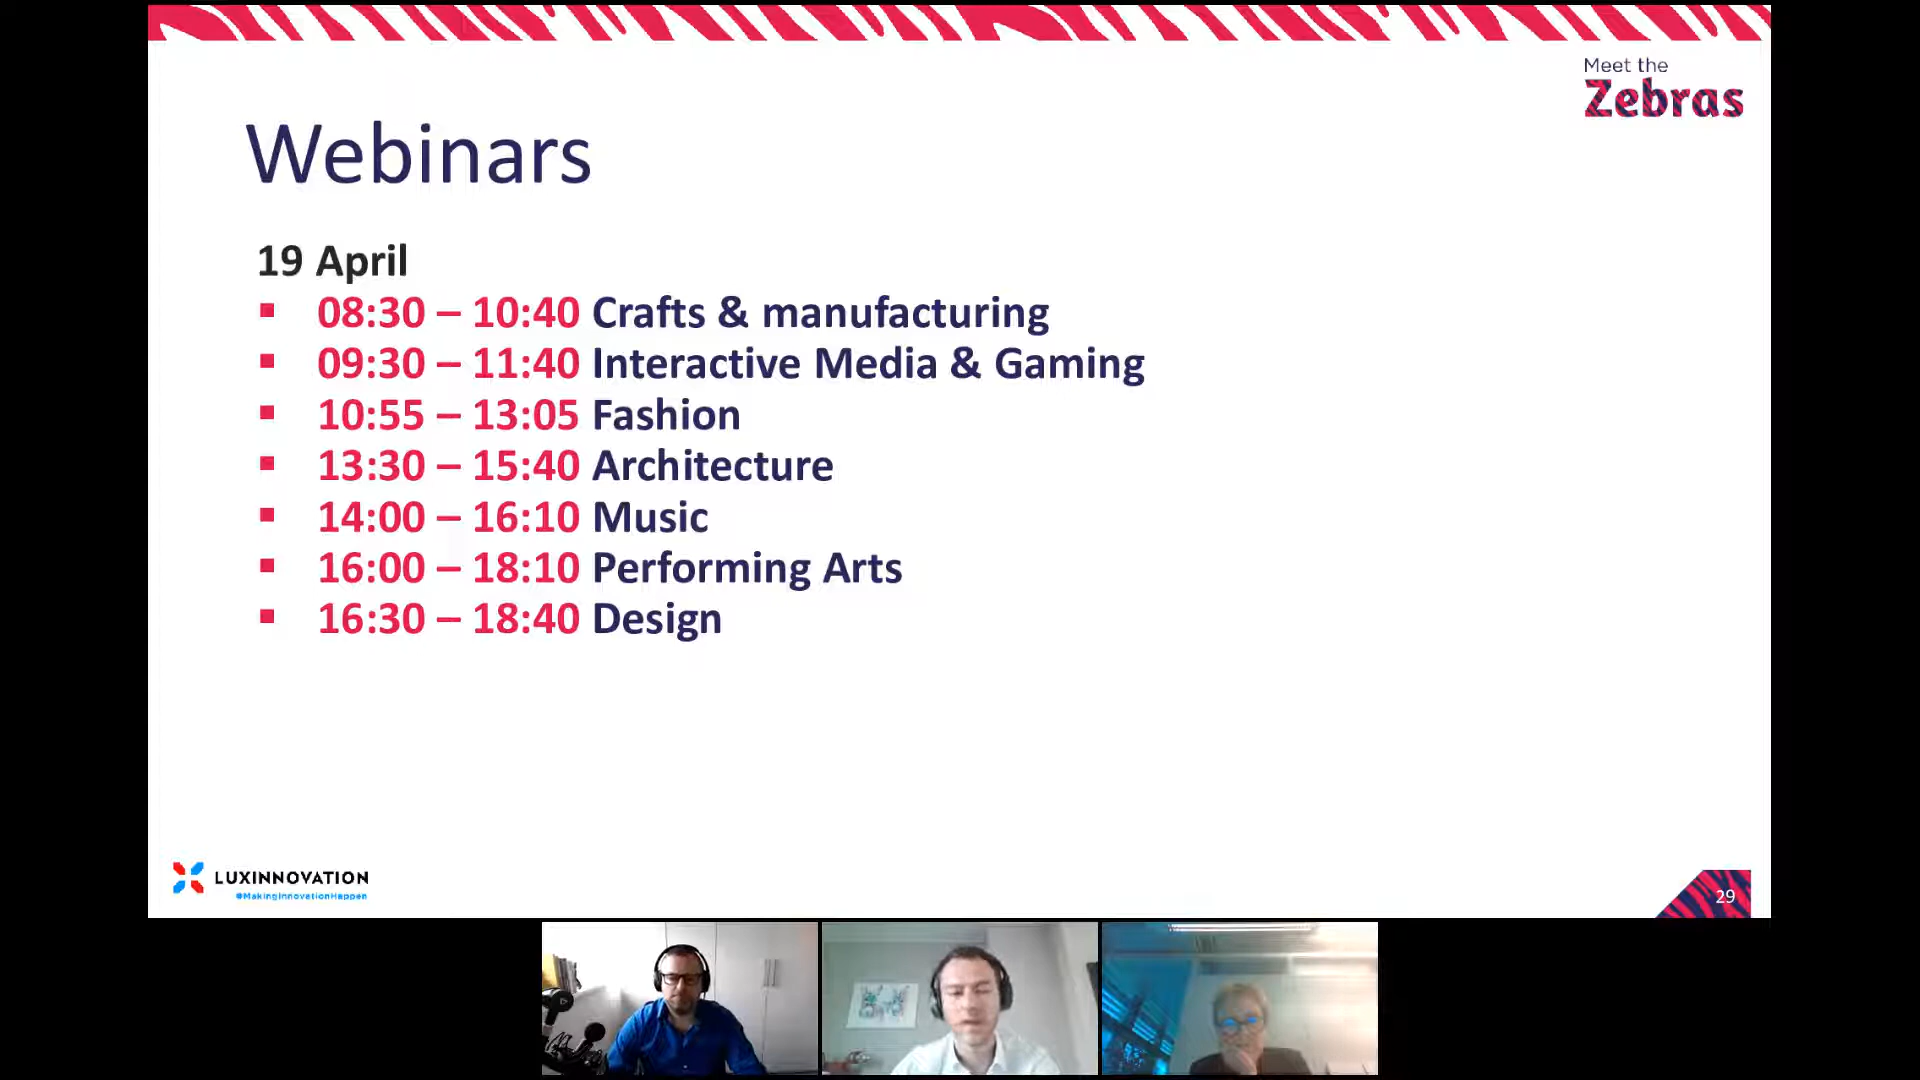 Meet the
Zebras
Webinars
19 April
08:30 – 10:40 Crafts & manufacturing
09:30 – 11:40 Interactive Media & Gaming
10:55 – 13:05 Fashion
13:30 – 15:40 Architecture
14:00 – 16:10 Music
16:00 – 18:10 Performing Arts
16:30 – 18:40 Design
LUXINNOVATION
#MakingInnovationHappen
29